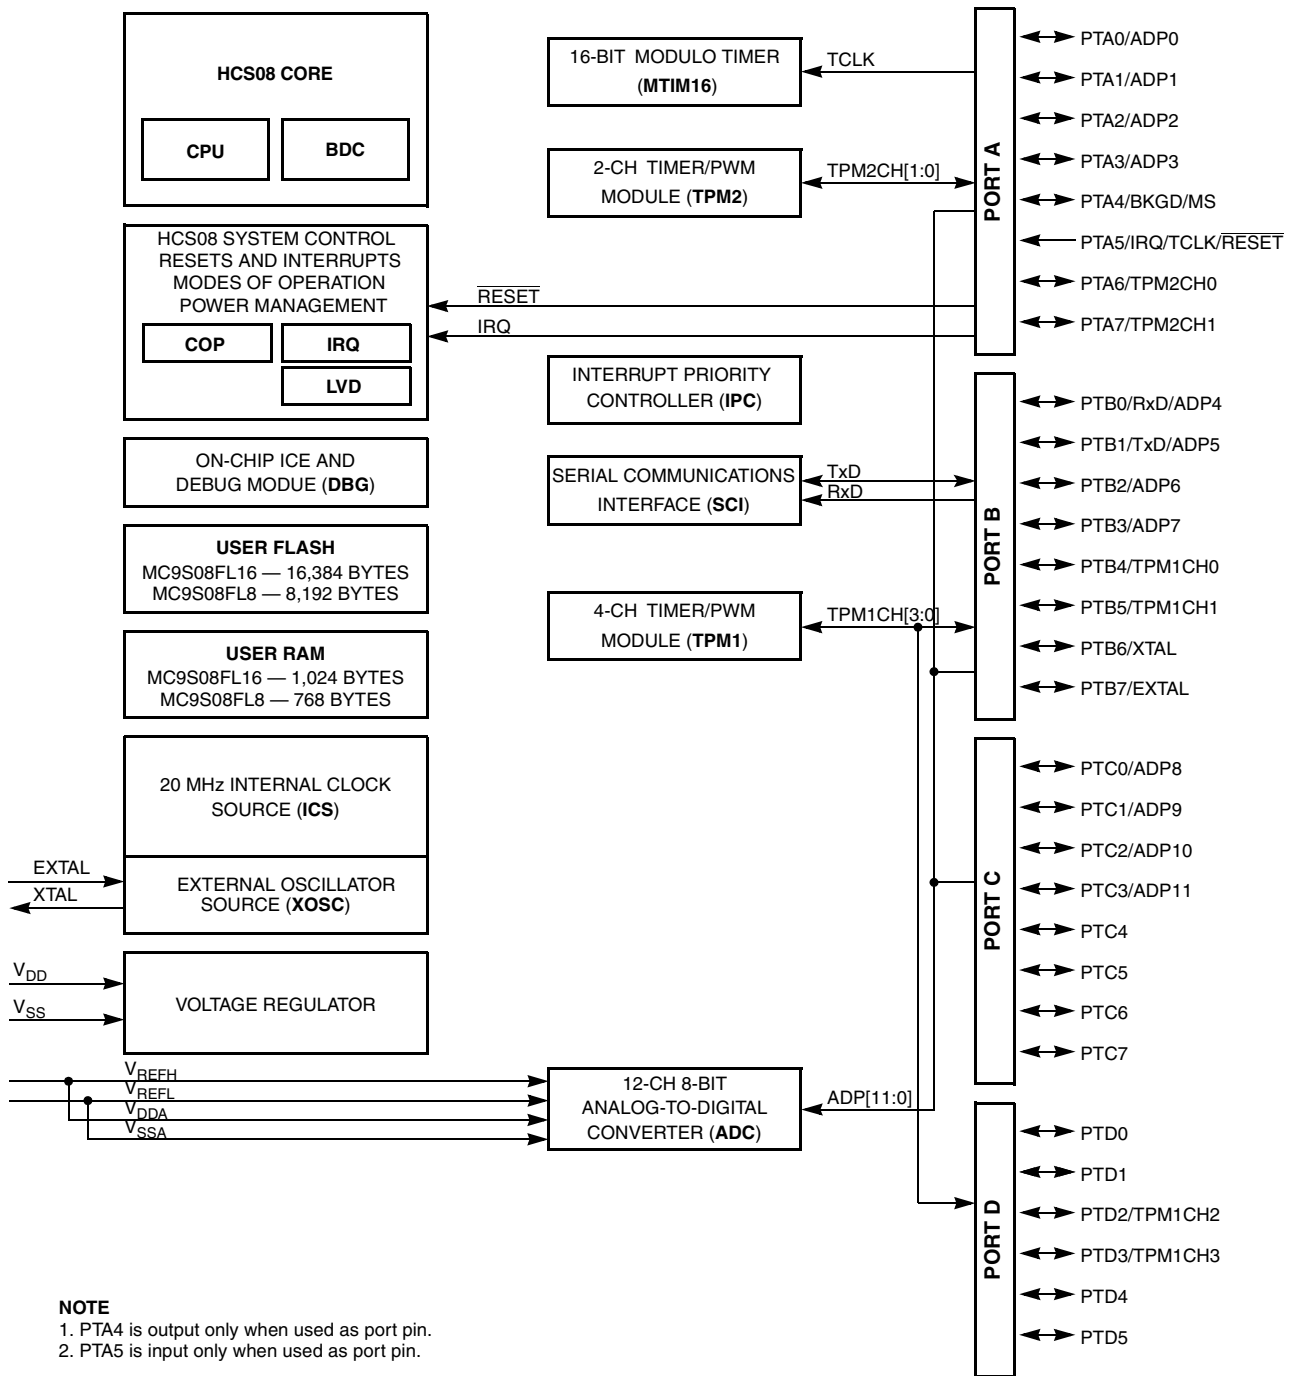 HCS08 CORE
CPU
BDC
HCS08 SYSTEM CONTROL
RESETS AND INTERRUPTS
MODES OF OPERATION
POWER MANAGEMENT
COP
IRQ
LVD
ON-CHIP ICE AND
DEBUG MODUE (DBG)
USER FLASH
MC9S08FL16 — 16,384 BYTES
MC9S08FL8 — 8,192 BYTES
USER RAM
MC9S08FL16 — 1,024 BYTES
MC9S08FL8 — 768 BYTES
20 MHz INTERNAL CLOCK
SOURCE (ICS)
EXTAL
XTAL
EXTERNAL OSCILLATOR
SOURCE (XOSC)
VDD
VSS
VOLTAGE REGULATOR
VREFH
VREFL
VDDA
VSSA
16-BIT MODULO TIMER
(MTIM16)
TCLK
2-CH TIMER/PWM
MODULE (TPM2)
TPM2CH[1:0]
RESET
IRQ
INTERRUPT PRIORITY
CONTROLLER (IPC)
SERIAL COMMUNICATIONS
INTERFACE (SCI)
TxD
RxD
4-CH TIMER/PWM
MODULE (TPM1)
TPM1CH[3:0]
12-CH 8-BIT
ANALOG-TO-DIGITAL
CONVERTER (ADC)
ADP[11:0]
PORT A
PTA0/ADP0
PTA1/ADP1
PTA2/ADP2
PTA3/ADP3
PTA4/BKGD/MS
PTA5/IRQ/TCLK/RESET
PTA6/TPM2CH0
PTA7/TPM2CH1
PORT B
PTB0/RxD/ADP4
PTB1/TxD/ADP5
PTB2/ADP6
PTB3/ADP7
PTB4/TPM1CH0
PTB5/TPM1CH1
PTB6/XTAL
PTB7/EXTAL
PORT C
PTC0/ADP8
PTC1/ADP9
PTC2/ADP10
PTC3/ADP11
PTC4
PTC5
PTC6
PTC7
PORT D
PTD0
PTD1
PTD2/TPM1CH2
PTD3/TPM1CH3
PTD4
PTD5
NOTE
1. PTA4 is output only when used as port pin.
2. PTA5 is input only when used as port pin.